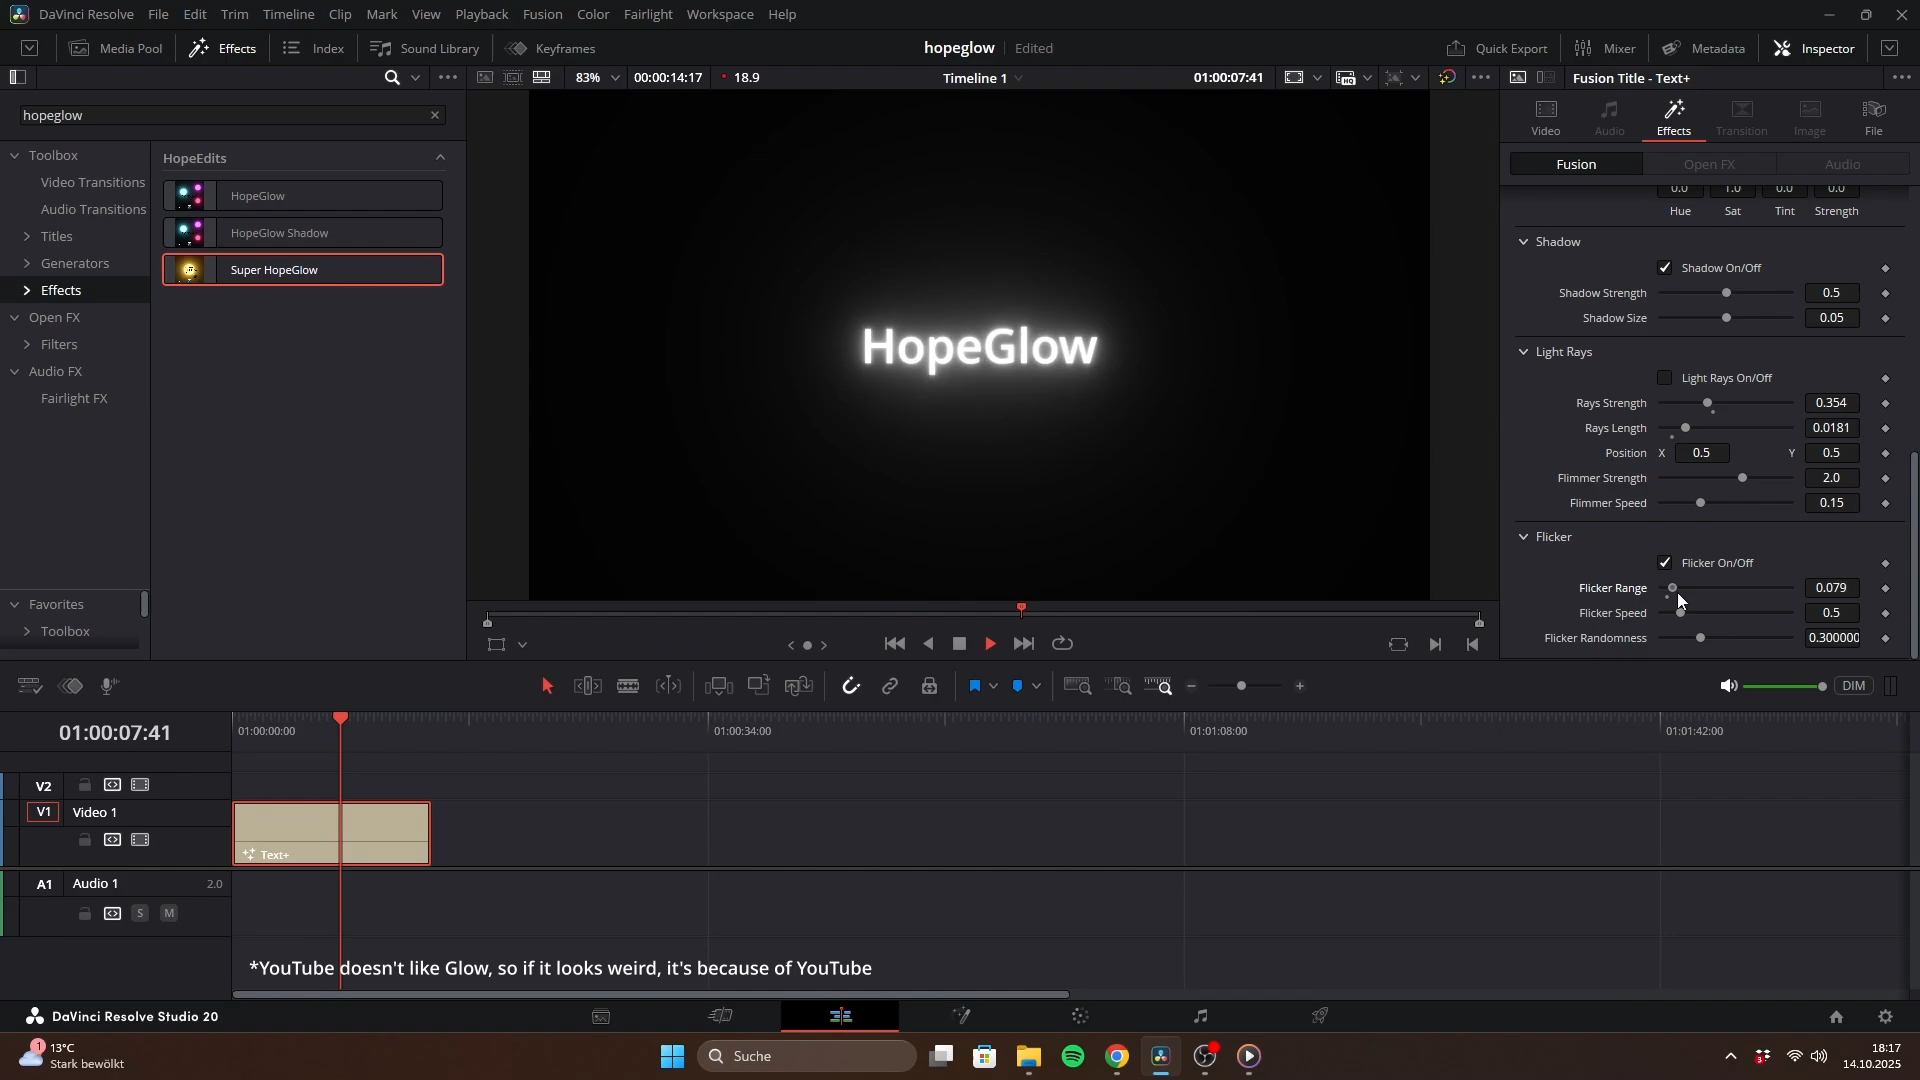 DaVinci Resolve File Edit Trim Timeline Clip Mark View Playback Fusion Color Fairlight Workspace Help
Media Pool Effects Index Sound Library Keyframes hopeglow Edited Quick Export Mixer Metadata Inspector
83% 00:00:14:17 18.9 Timeline 1 01:00:07:41 Fusion Title - Text+
hopeglow
Video Audio Effects Transition Image File
Fusion Open FX Audio
Toolbox
Video Transitions
Audio Transitions
Titles
Generators
Effects
Open FX
Filters
Audio FX
Fairlight FX
Favorites
Toolbox
HopeEdits
HopeGlow
HopeGlow Shadow
Super HopeGlow
HopeGlow
0.0 1.0 0.0 0.0
Hue Sat Tint Strength
Shadow
Shadow On/Off
Shadow Strength 0.5
Shadow Size 0.05
Light Rays
Light Rays On/Off
Rays Strength 0.354
Rays Length 0.0181
Position X 0.5 Y 0.5
Flimmer Strength 2.0
Flimmer Speed 0.15
Flicker
Flicker On/Off
Flicker Range 0.079
Flicker Speed 0.5
Flicker Randomness 0.300000
DIM
01:00:07:41 01:00:00:00 01:00:34:00 01:01:08:00 01:01:42:00
V2
V1 Video 1
Text+
A1 Audio 1 2.0
S M
*YouTube doesn't like Glow, so if it looks weird, it's because of YouTube
DaVinci Resolve Studio 20
1 13°C
Stark bewölkt
Suche
3
18:17
14.10.2025